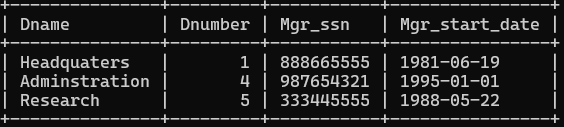 | Dname | Dnumber | Mgr_ssn | Mgr_start_date |
| Headquaters | 1 | 888665555 | 1981-06-19 |
| Adminstration | 4 | 987654321 | 1995-01-01 |
| Research | 5 | 333445555 | 1988-05-22 |